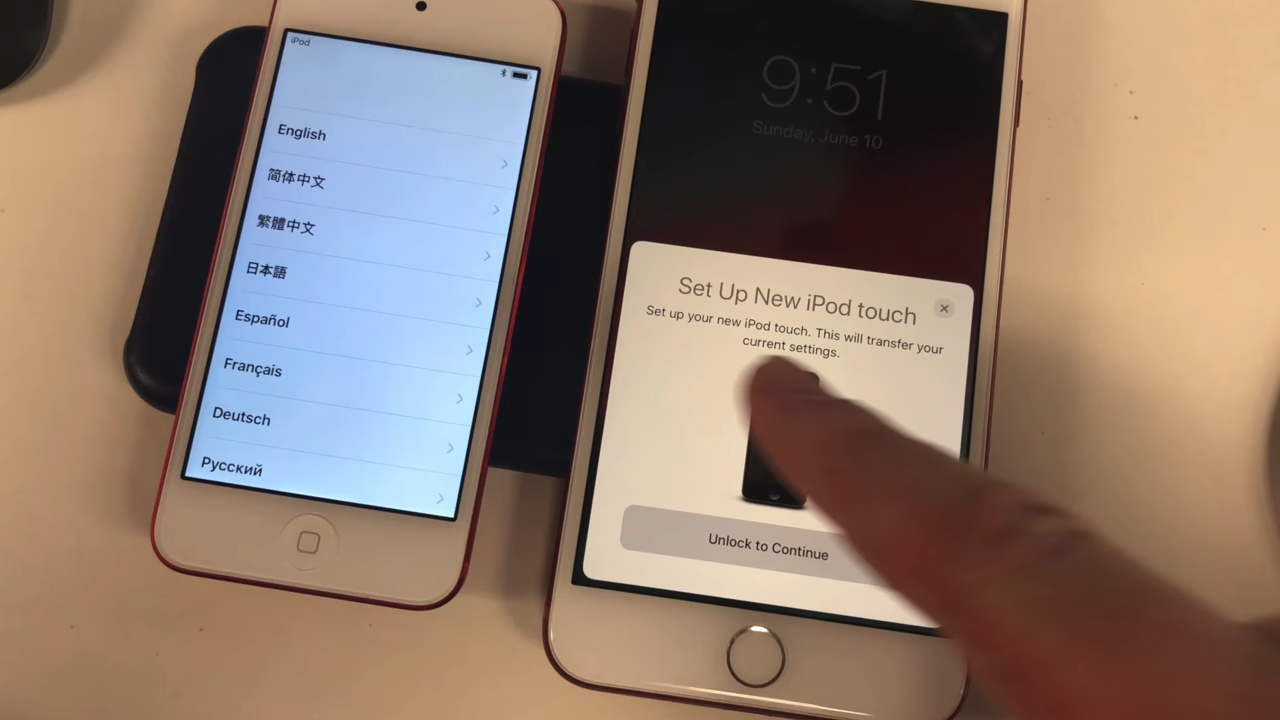 iPod
English
简体中文
繁體中文
日本語
Español
Français
Deutsch
Русский
9:51
Sunday, June 10
Set Up New iPod touch
Set up your new iPod touch. This will transfer your
current settings.
Unlock to Continue